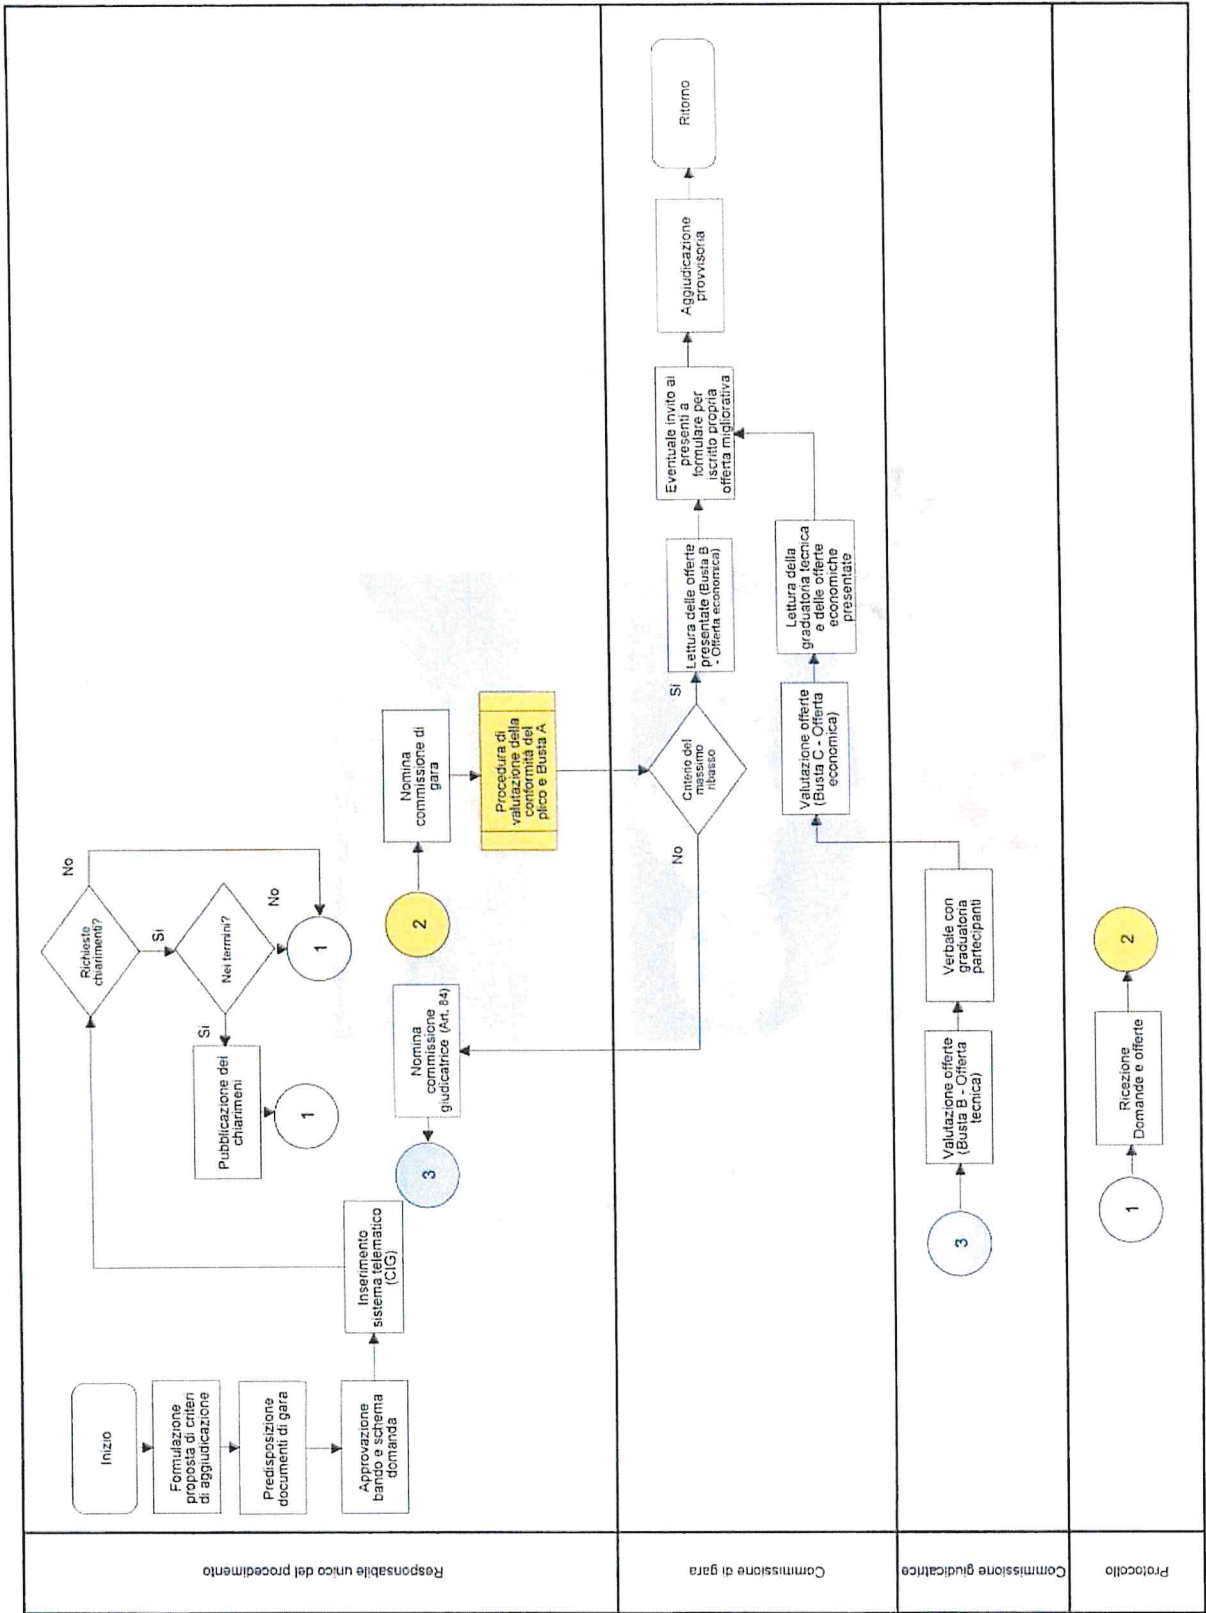 Responsabile unico del procedimento
Inizio
Formulazione
proposta di criteri
di aggiudicazione
Predisposizione
documenti di gara
Approvazione
bando e schema
domanda
Inserimento
sistema telematico
(CIG)
Richieste
chiarimenti?
No
Si
Nei termini?
No
Si
1
Pubblicazione dei
chiarimeni
1
2
Nomina
commissione di
gara
Procedura di
valutazione della
conformità del
plico e Busta A
Nomina
commissione
giudicatrice (Art. 84)
3
Commissione di gara
Criterio del
massimo
ribasso
Si
No
Lettura delle offerte
presentate (Busta B
- Offerta economica)
Eventuale invito ai
presenti a
formulare per
iscritto propria
offerta migliorativa
Aggiudicazione
provvisoria
Ritorno
Valutazione offerte
(Busta C - Offerta
economica)
Lettura della
graduatoria tecnica
e delle offerte
economiche
presentate
Commissione giudicatrice
3
Valutazione offerte
(Busta B - Offerta
tecnica)
Verbale con
graduatoria
partecipanti
Protocollo
1
Ricezione
Domande e offerte
2